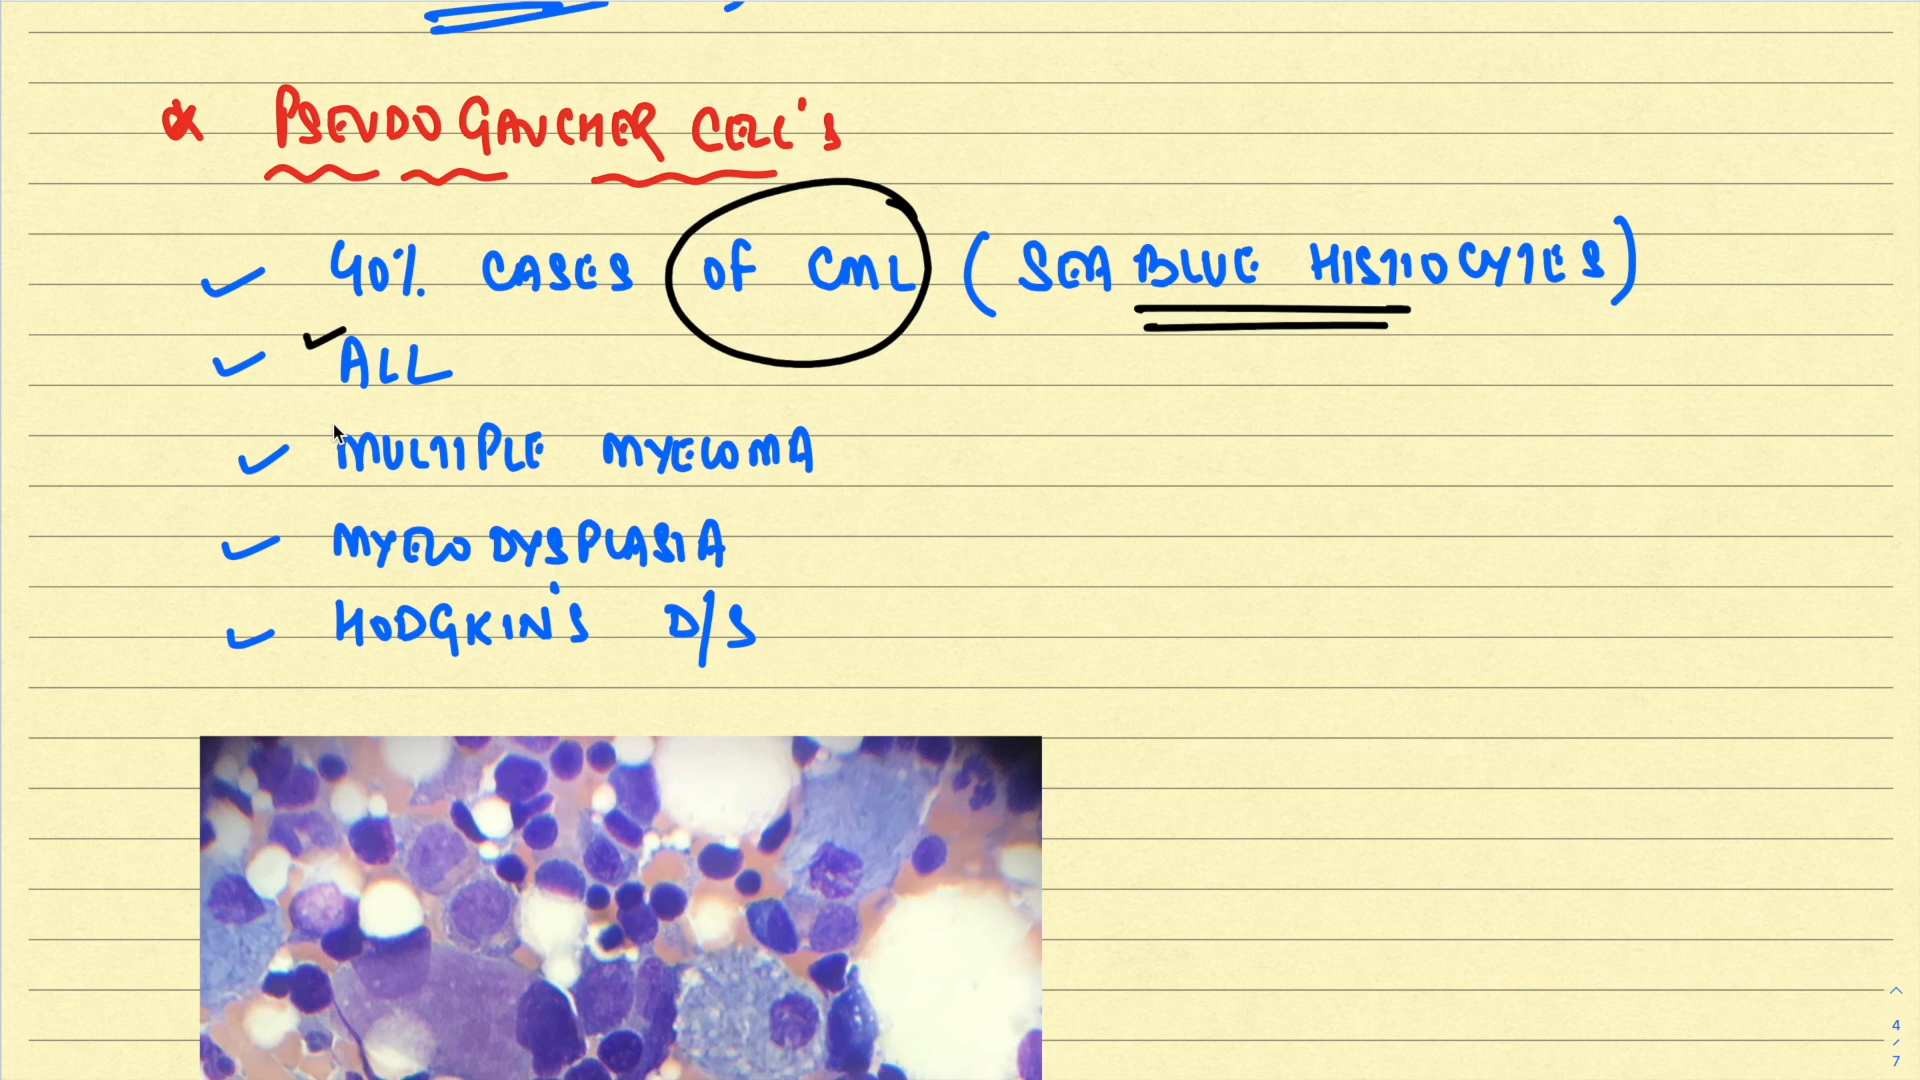 * PSEUDO GAUCHER CELL'S
40% CASES OF CML (SEA BLUE HISTIOCYTES)
ALL
MULTIPLE MYELOMA
MYELODYSPLASIA
HODGKIN'S D/S
4
/
7